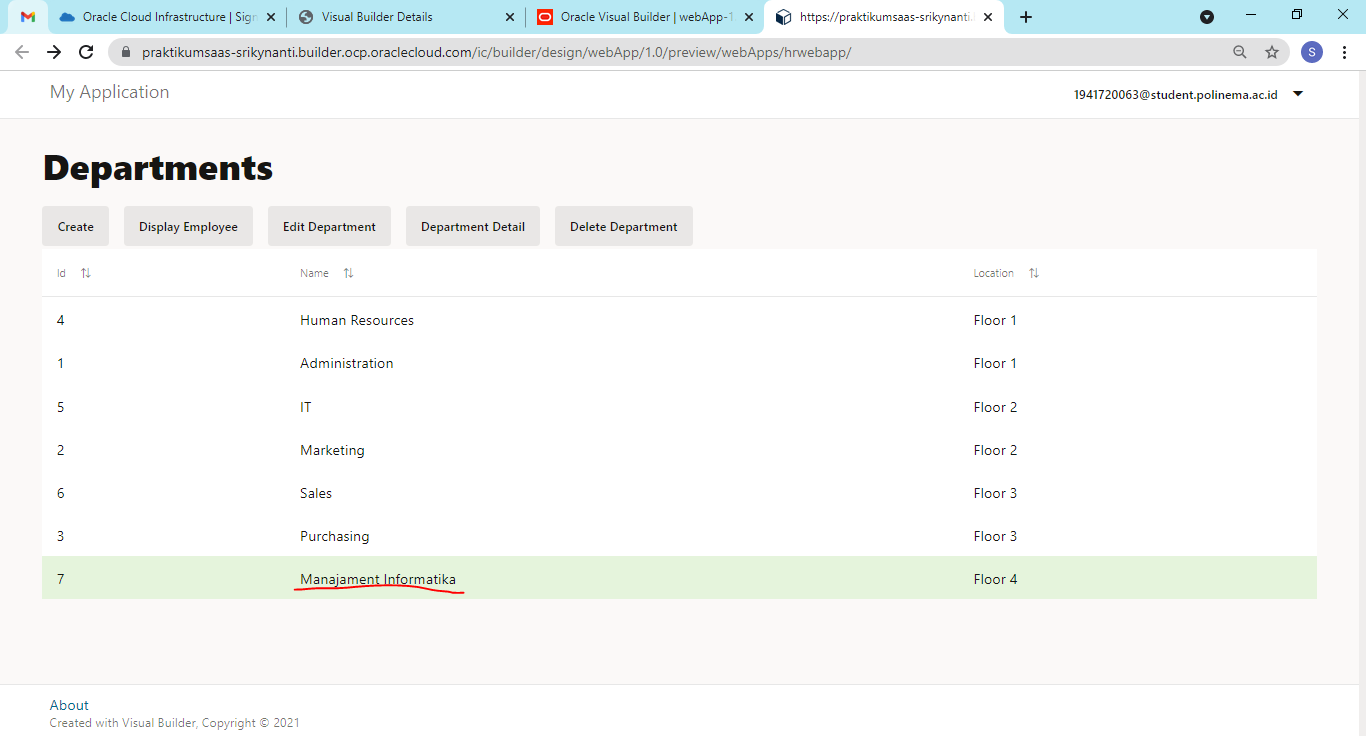 Oracle Cloud Infrastructure | Sign
Visual Builder Details
Oracle Visual Builder | webApp-1
https://praktikumsaas-srikynanti.
praktikumsaas-srikynanti.builder.ocp.oraclecloud.com/ic/builder/design/webApp/1.0/preview/webApps/hrwebapp/
S
My Application
1941720063@student.polinema.ac.id
Departments
Create Display Employee Edit Department Department Detail Delete Department
Id Name Location
4 Human Resources Floor 1
1 Administration Floor 1
5 IT Floor 2
2 Marketing Floor 2
6 Sales Floor 3
3 Purchasing Floor 3
7 Manajament Informatika Floor 4
About
Created with Visual Builder, Copyright © 2021